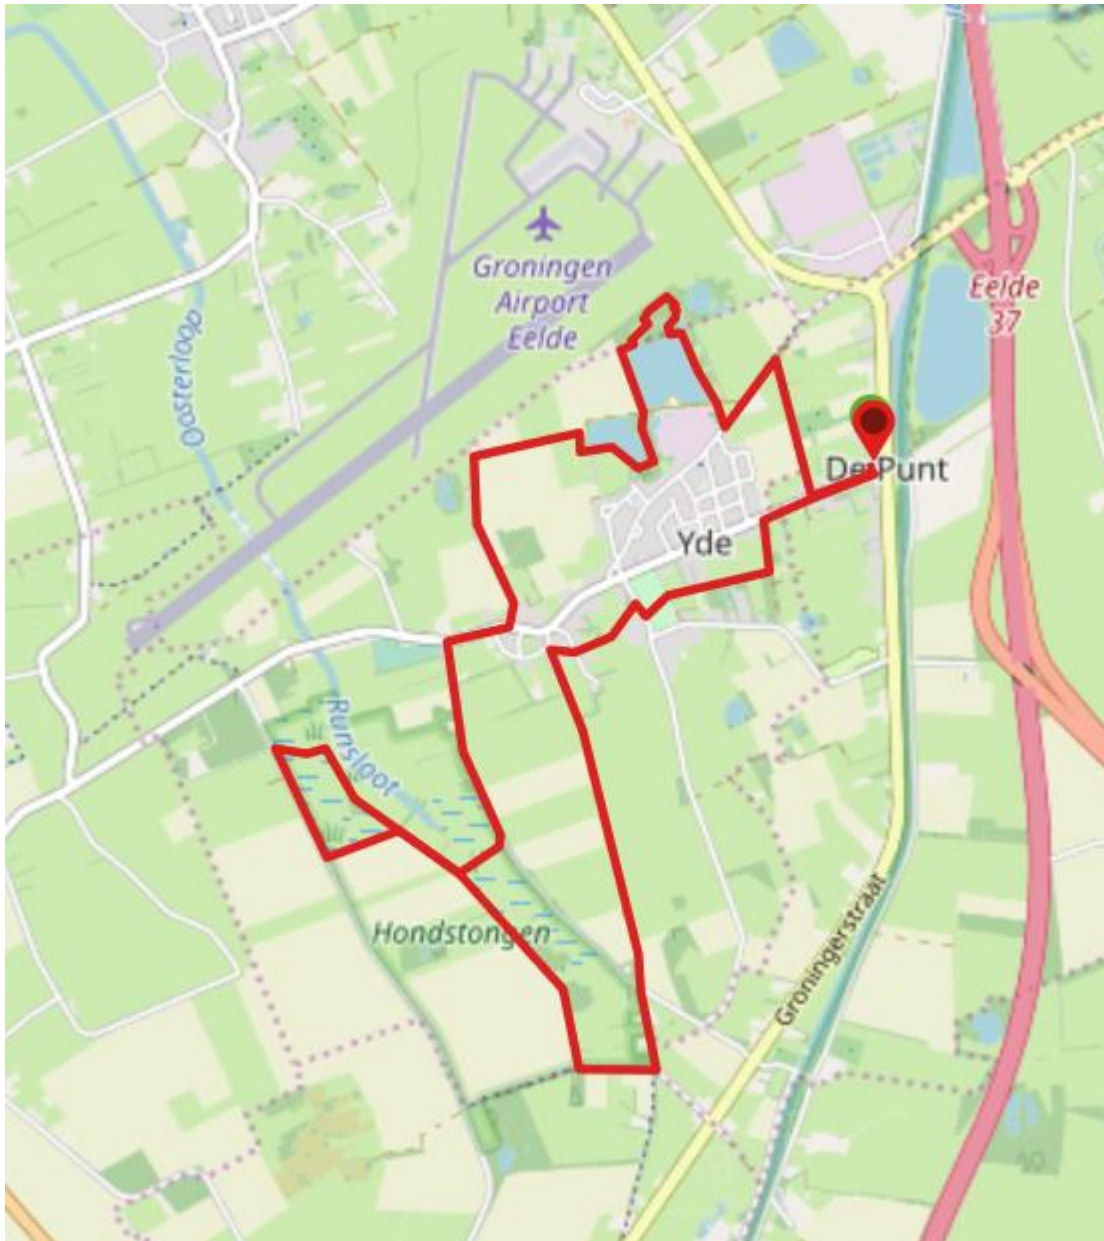 Groningen
Airport
Eelde
Eelde
37
Oosterloop
De Punt
Yde
Runsloot
Hondstongen
Groningerstraat